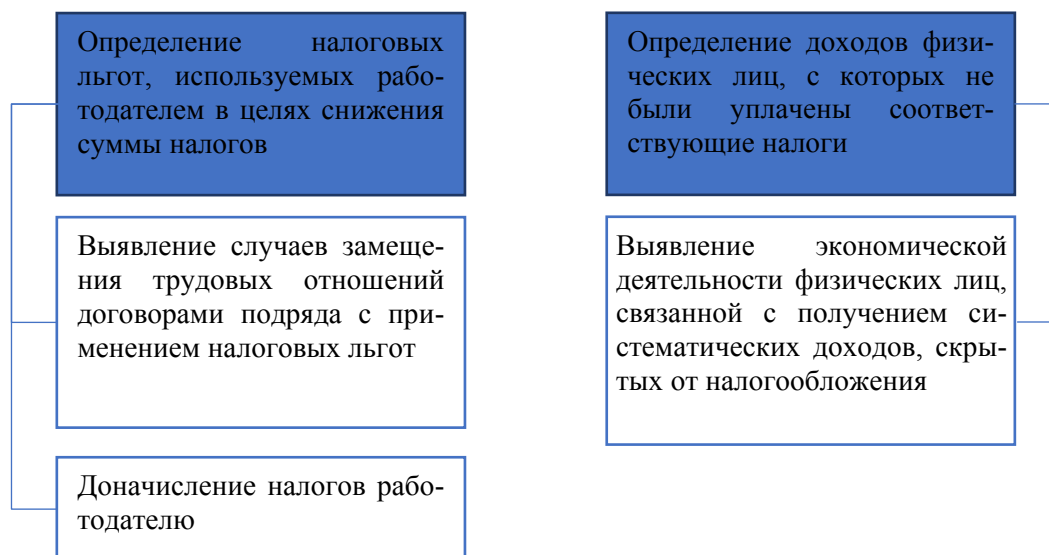 Определение налоговых
льгот, используемых рабо-
тодателем в целях снижения
суммы налогов
Выявление случаев замеще-
ния трудовых отношений
договорами подряда с при-
менением налоговых льгот
Доначисление налогов рабо-
тодателю
Определение доходов физи-
ческих лиц, с которых не
были уплачены соответ-
ствующие налоги
Выявление экономической
деятельности физических лиц,
связанной с получением си-
стематических доходов, скры-
тых от налогообложения